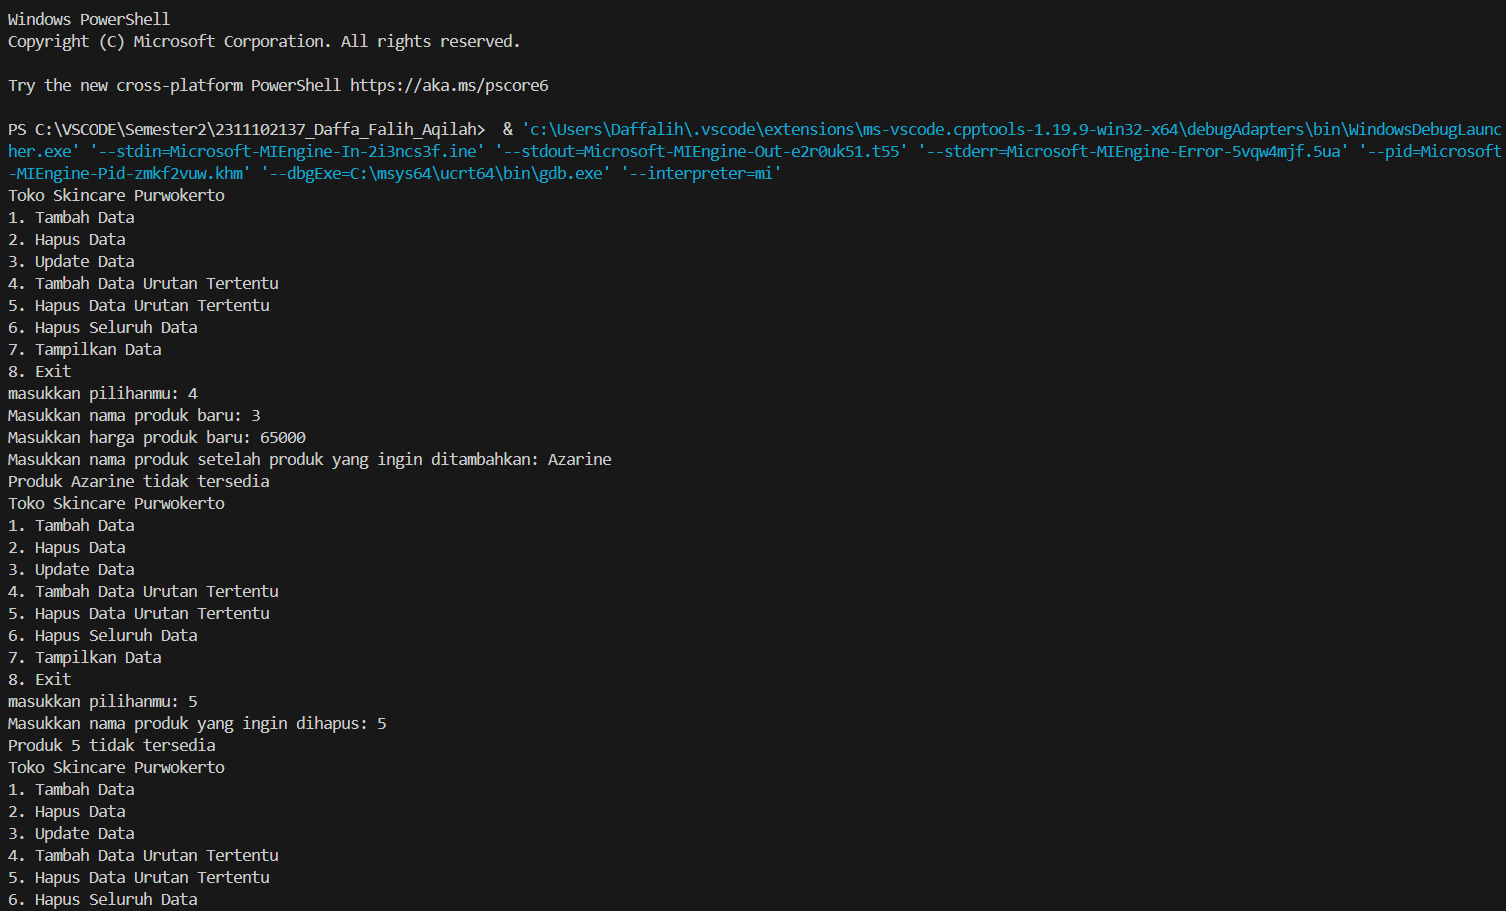 Windows PowerShell
Copyright (C) Microsoft Corporation. All rights reserved.
Try the new cross-platform PowerShell https://aka.ms/pscore6
PS C:\VSCODE\Semester2\2311102137_Daffa_Falih_Aqilah>  & 'c:\Users\Daffalih\.vscode\extensions\ms-vscode.cpptools-1.19.9-win32-x64\debugAdapters\bin\WindowsDebugLaunc
her.exe' '--stdin=Microsoft-MIEngine-In-2i3ncs3f.ine' '--stdout=Microsoft-MIEngine-Out-e2r0uk51.t55' '--stderr=Microsoft-MIEngine-Error-5vqw4mjf.5ua' '--pid=Microsoft
-MIEngine-Pid-zmkf2vuw.khm' '--dbgExe=C:\msys64\ucrt64\bin\gdb.exe' '--interpreter=mi'
Toko Skincare Purwokerto
1. Tambah Data
2. Hapus Data
3. Update Data
4. Tambah Data Urutan Tertentu
5. Hapus Data Urutan Tertentu
6. Hapus Seluruh Data
7. Tampilkan Data
8. Exit
masukkan pilihanmu: 4
Masukkan nama produk baru: 3
Masukkan harga produk baru: 65000
Masukkan nama produk setelah produk yang ingin ditambahkan: Azarine
Produk Azarine tidak tersedia
Toko Skincare Purwokerto
1. Tambah Data
2. Hapus Data
3. Update Data
4. Tambah Data Urutan Tertentu
5. Hapus Data Urutan Tertentu
6. Hapus Seluruh Data
7. Tampilkan Data
8. Exit
masukkan pilihanmu: 5
Masukkan nama produk yang ingin dihapus: 5
Produk 5 tidak tersedia
Toko Skincare Purwokerto
1. Tambah Data
2. Hapus Data
3. Update Data
4. Tambah Data Urutan Tertentu
5. Hapus Data Urutan Tertentu
6. Hapus Seluruh Data